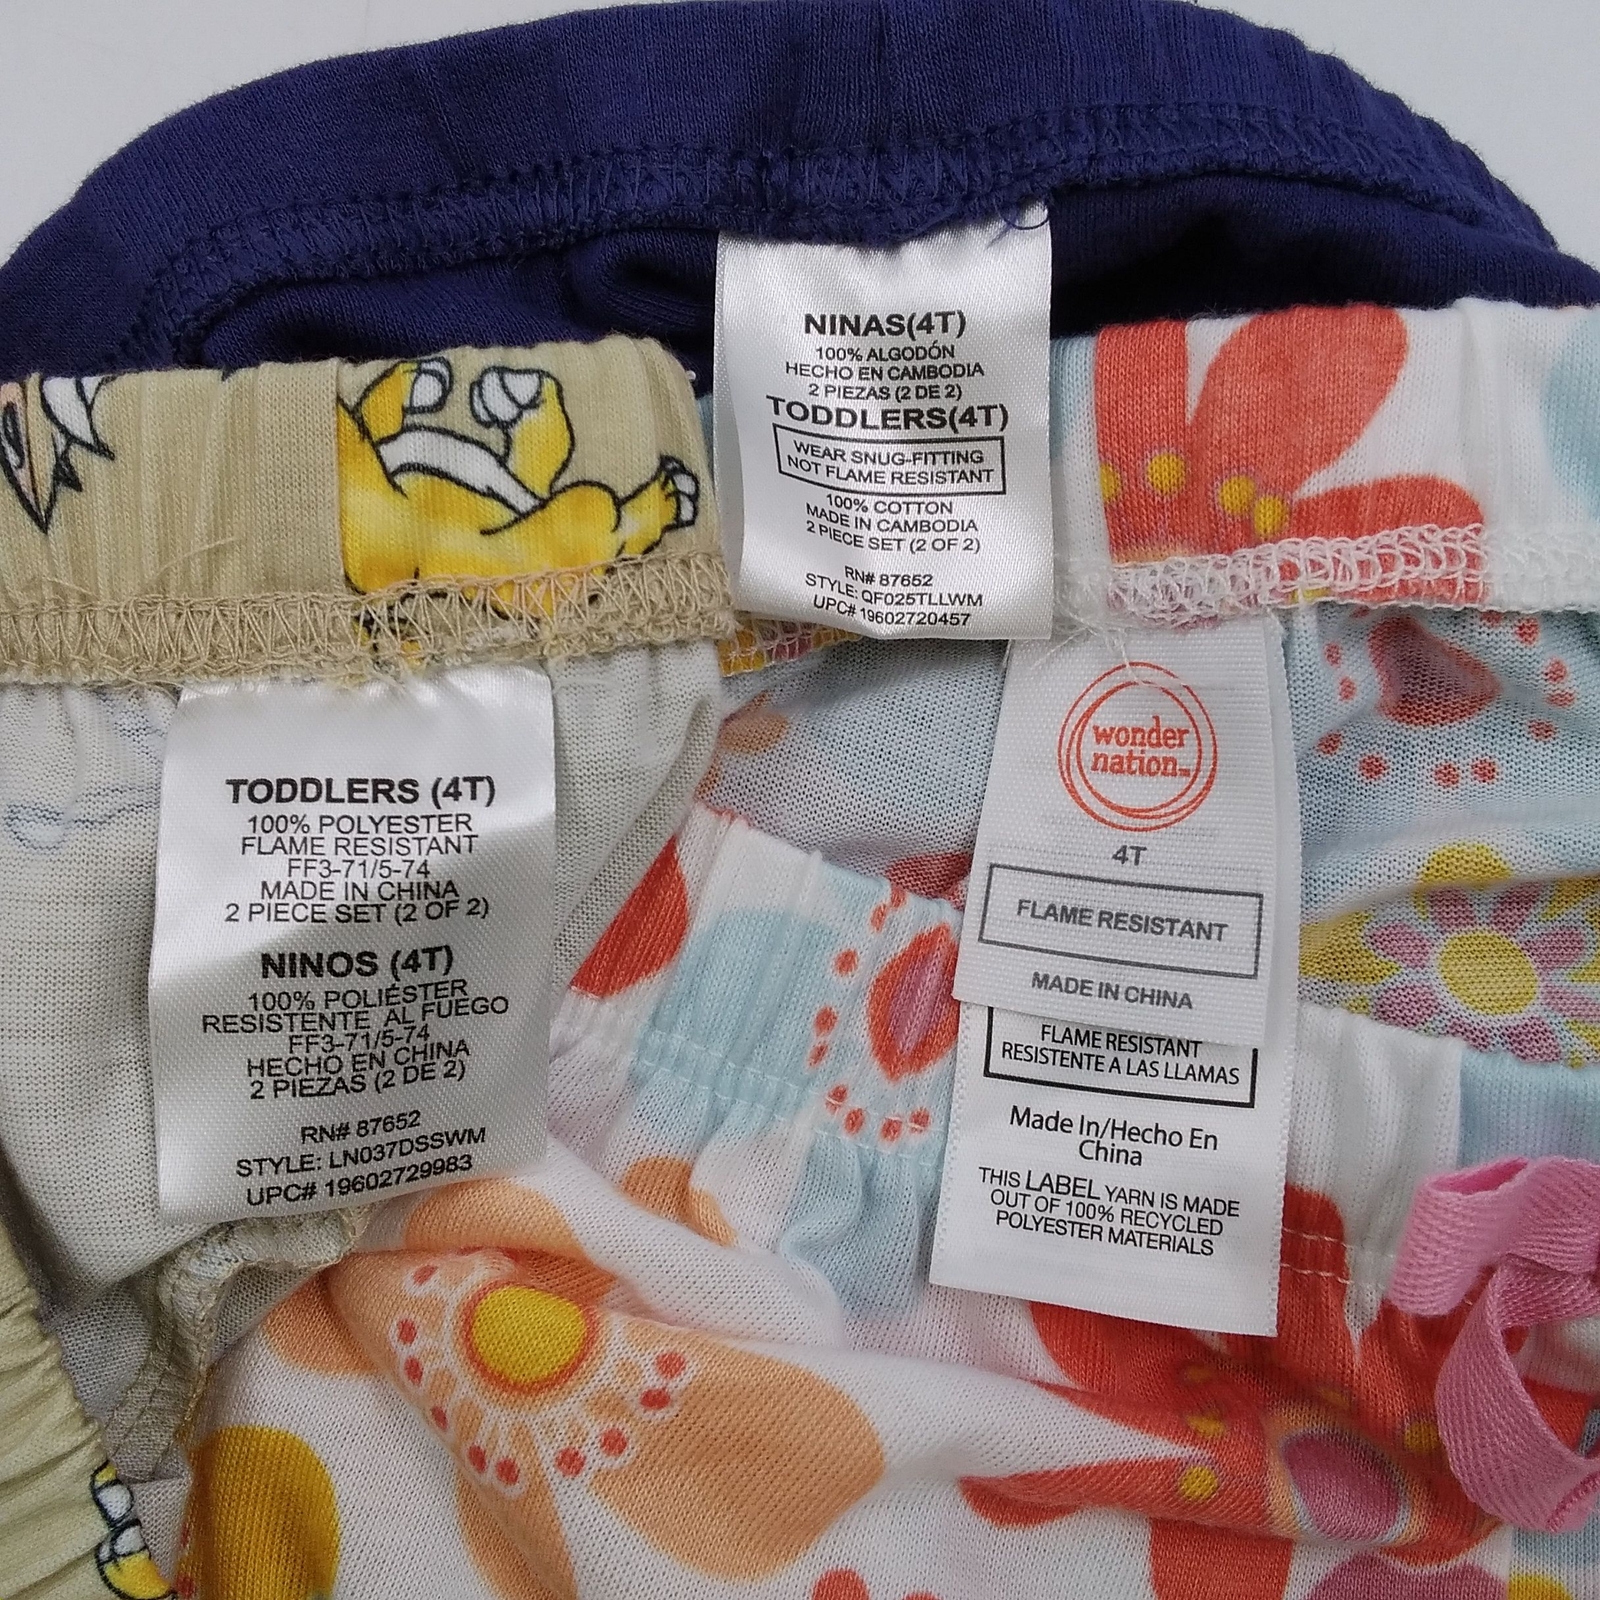 NINAS(4T)
100% ALGODÓN
HECHO EN CAMBODIA
2 PIEZAS (2 DE 2)
TODDLERS(4T)
WEAR SNUG-FITTING
NOT FLAME RESISTANT
100% COTTON
MADE IN CAMBODIA
2 PIECE SET (2 OF 2)
RN# 87652
STYLE: QF025TLLWM
UPC# 19602720457
TODDLERS (4T)
100% POLYESTER
FLAME RESISTANT
FF3-71/5-74
MADE IN CHINA
2 PIECE SET (2 OF 2)
NINOS (4T)
100% POLIÉSTER
RESISTENTE AL FUEGO
FF3-71/5-74
HECHO EN CHINA
2 PIEZAS (2 DE 2)
RN# 87652
STYLE: LN037DSSWM
UPC# 19602729983
wonder
nation™
4T
FLAME RESISTANT
MADE IN CHINA
FLAME RESISTANT
RESISTENTE A LAS LLAMAS
Made In/Hecho En
China
THIS LABEL YARN IS MADE
OUT OF 100% RECYCLED
POLYESTER MATERIALS